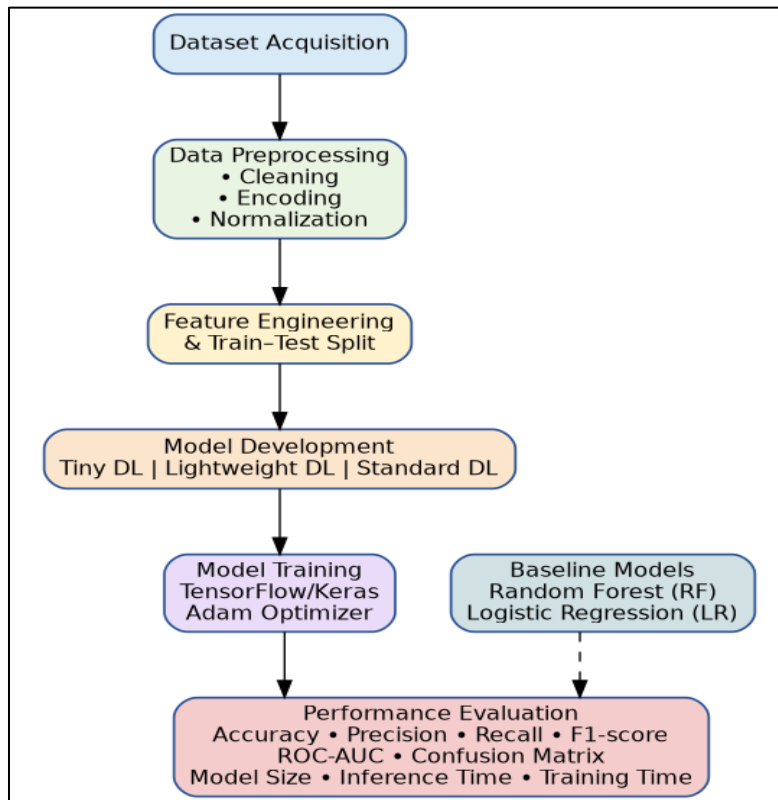 Dataset Acquisition
Data Preprocessing
• Cleaning
• Encoding
• Normalization
Feature Engineering
& Train–Test Split
Model Development
Tiny DL | Lightweight DL | Standard DL
Model Training
TensorFlow/Keras
Adam Optimizer
Baseline Models
Random Forest (RF)
Logistic Regression (LR)
Performance Evaluation
Accuracy • Precision • Recall • F1-score
ROC-AUC • Confusion Matrix
Model Size • Inference Time • Training Time